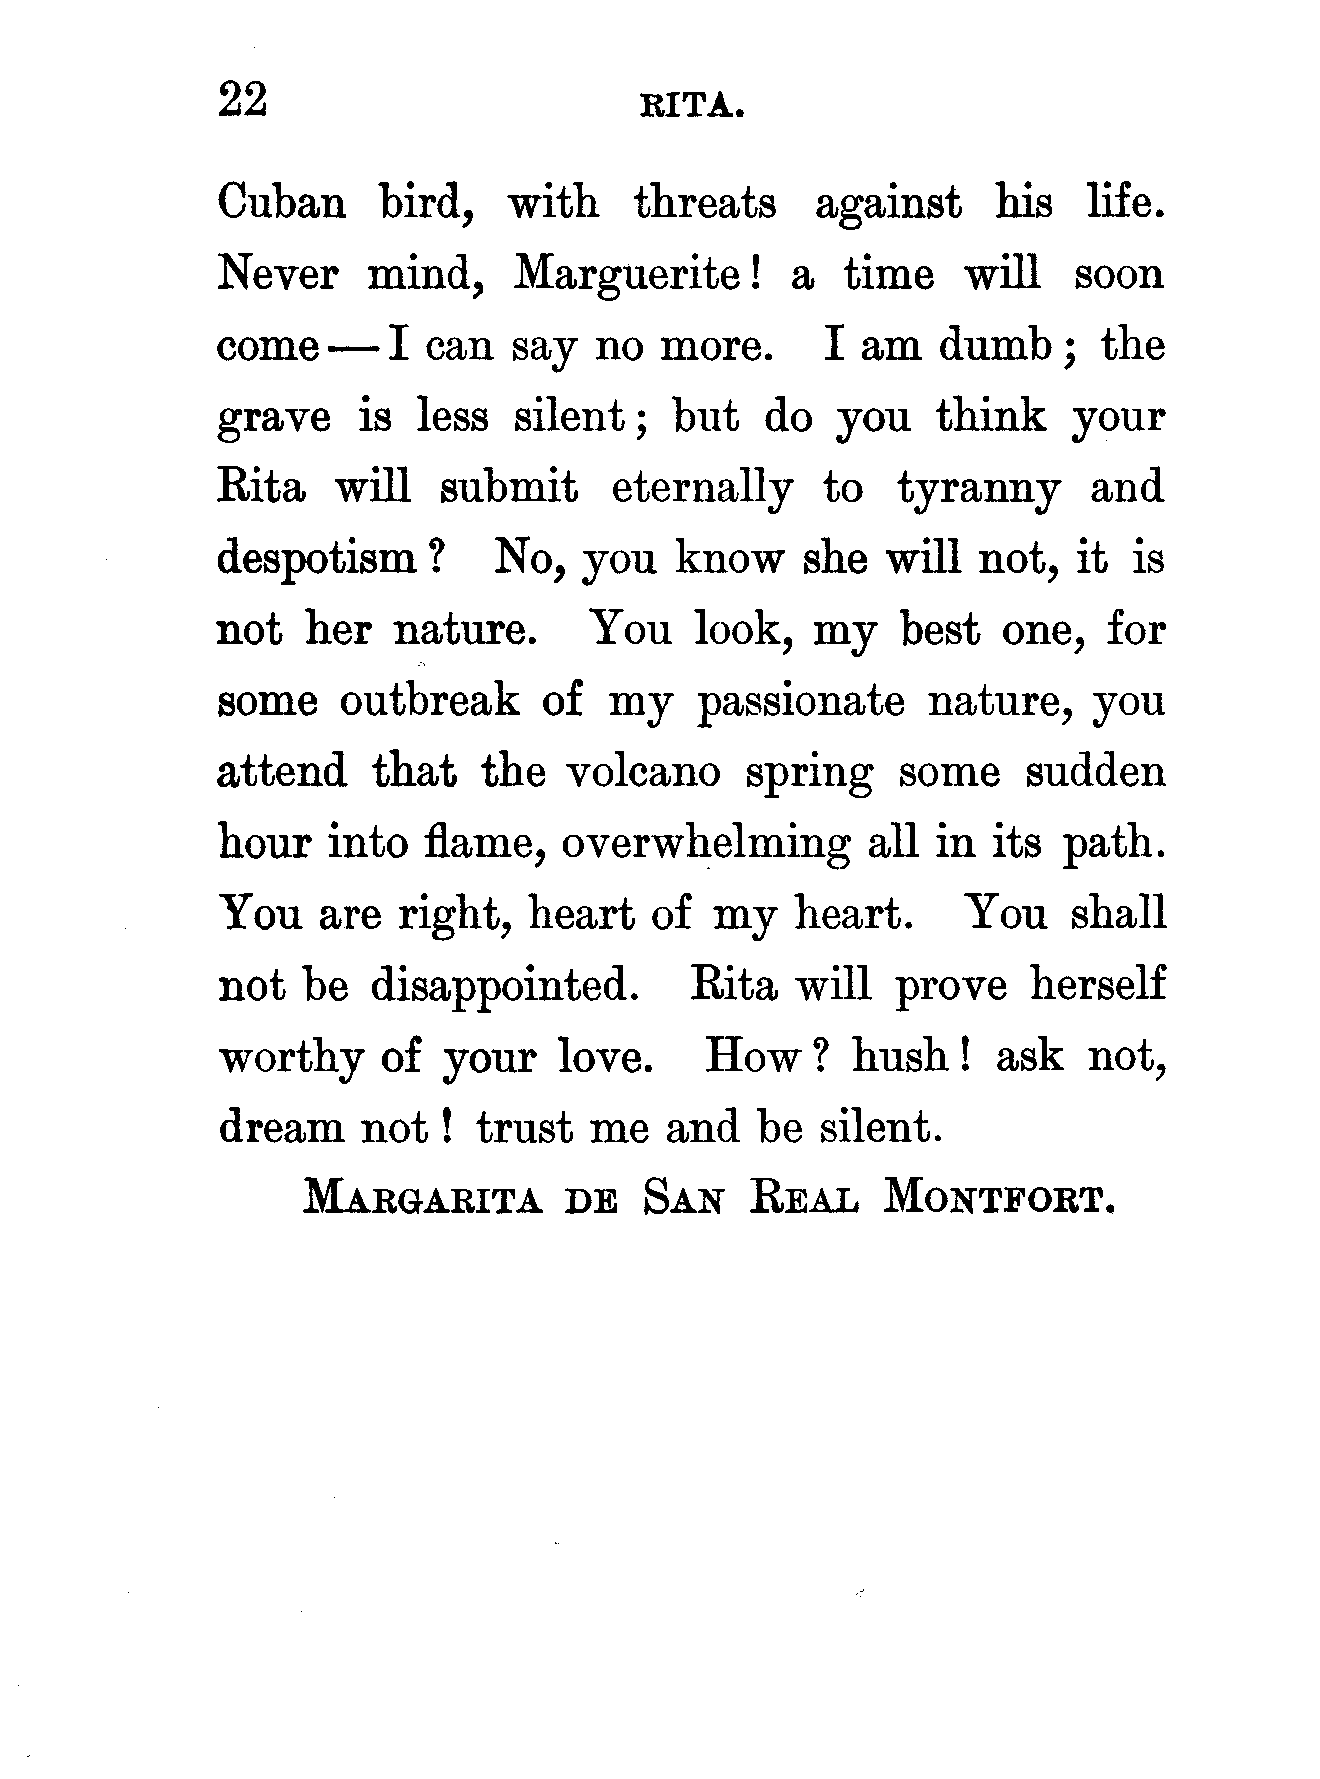 22 RITA.
Cuban bird, with threats against his life.
Never mind, Marguerite! a time will soon
come—I can say no more. I am dumb; the
grave is less silent; but do you think your
Rita will submit eternally to tyranny and
despotism? No, you know she will not, it is
not her nature. You look, my best one, for
some outbreak of my passionate nature, you
attend that the volcano spring some sudden
hour into flame, overwhelming all in its path.
You are right, heart of my heart. You shall
not be disappointed. Rita will prove herself
worthy of your love. How? hush! ask not,
dream not! trust me and be silent.
MARGARITA DE SAN REAL MONTFORT.